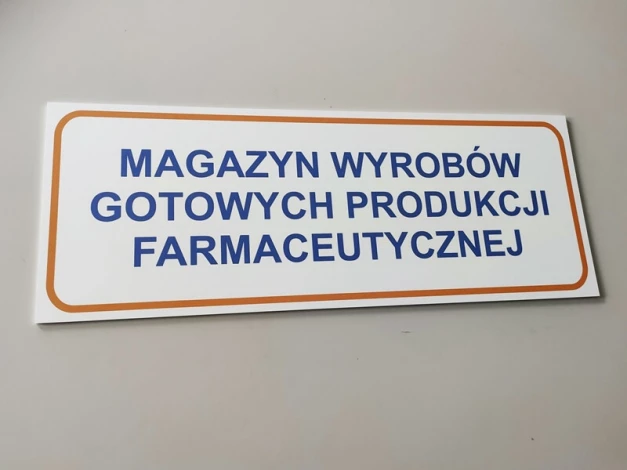 MAGAZYN WYROBÓW
GOTOWYCH PRODUKCJI
FARMACEUTYCZNEJ